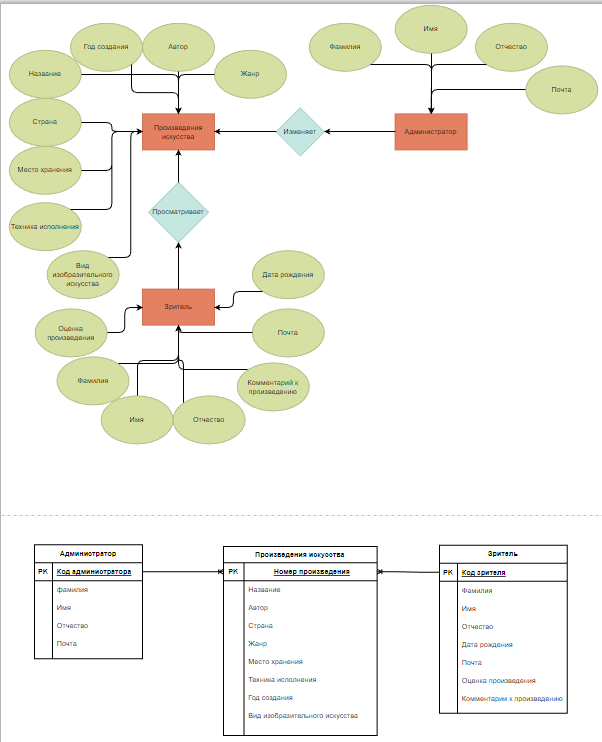 Имя
Год создания
Автор
Фамилия
Отчество
Название
Жанр
Почта
Страна
Произведения
искусства
Изменяет
Администратор
Место хранения
Просматривает
Техника исполнения
Вид
изобразительного
искусства
Дата рождения
Зритель
Оценка
произведения
Почта
Фамилия
Комментарий к
произведению
Имя
Отчество
Администратор
PK Код администратора
фамилия
Имя
Отчество
Почта
Произведения искусства
PK Номер произведения
Название
Автор
Страна
Жанр
Место хранения
Техника исполнения
Год создания
Вид изобразительного искусства
Зритель
PK Код зрителя
Фамилия
Имя
Отчество
Дата рождения
Почта
Оценка произведения
Комментарии к произведению